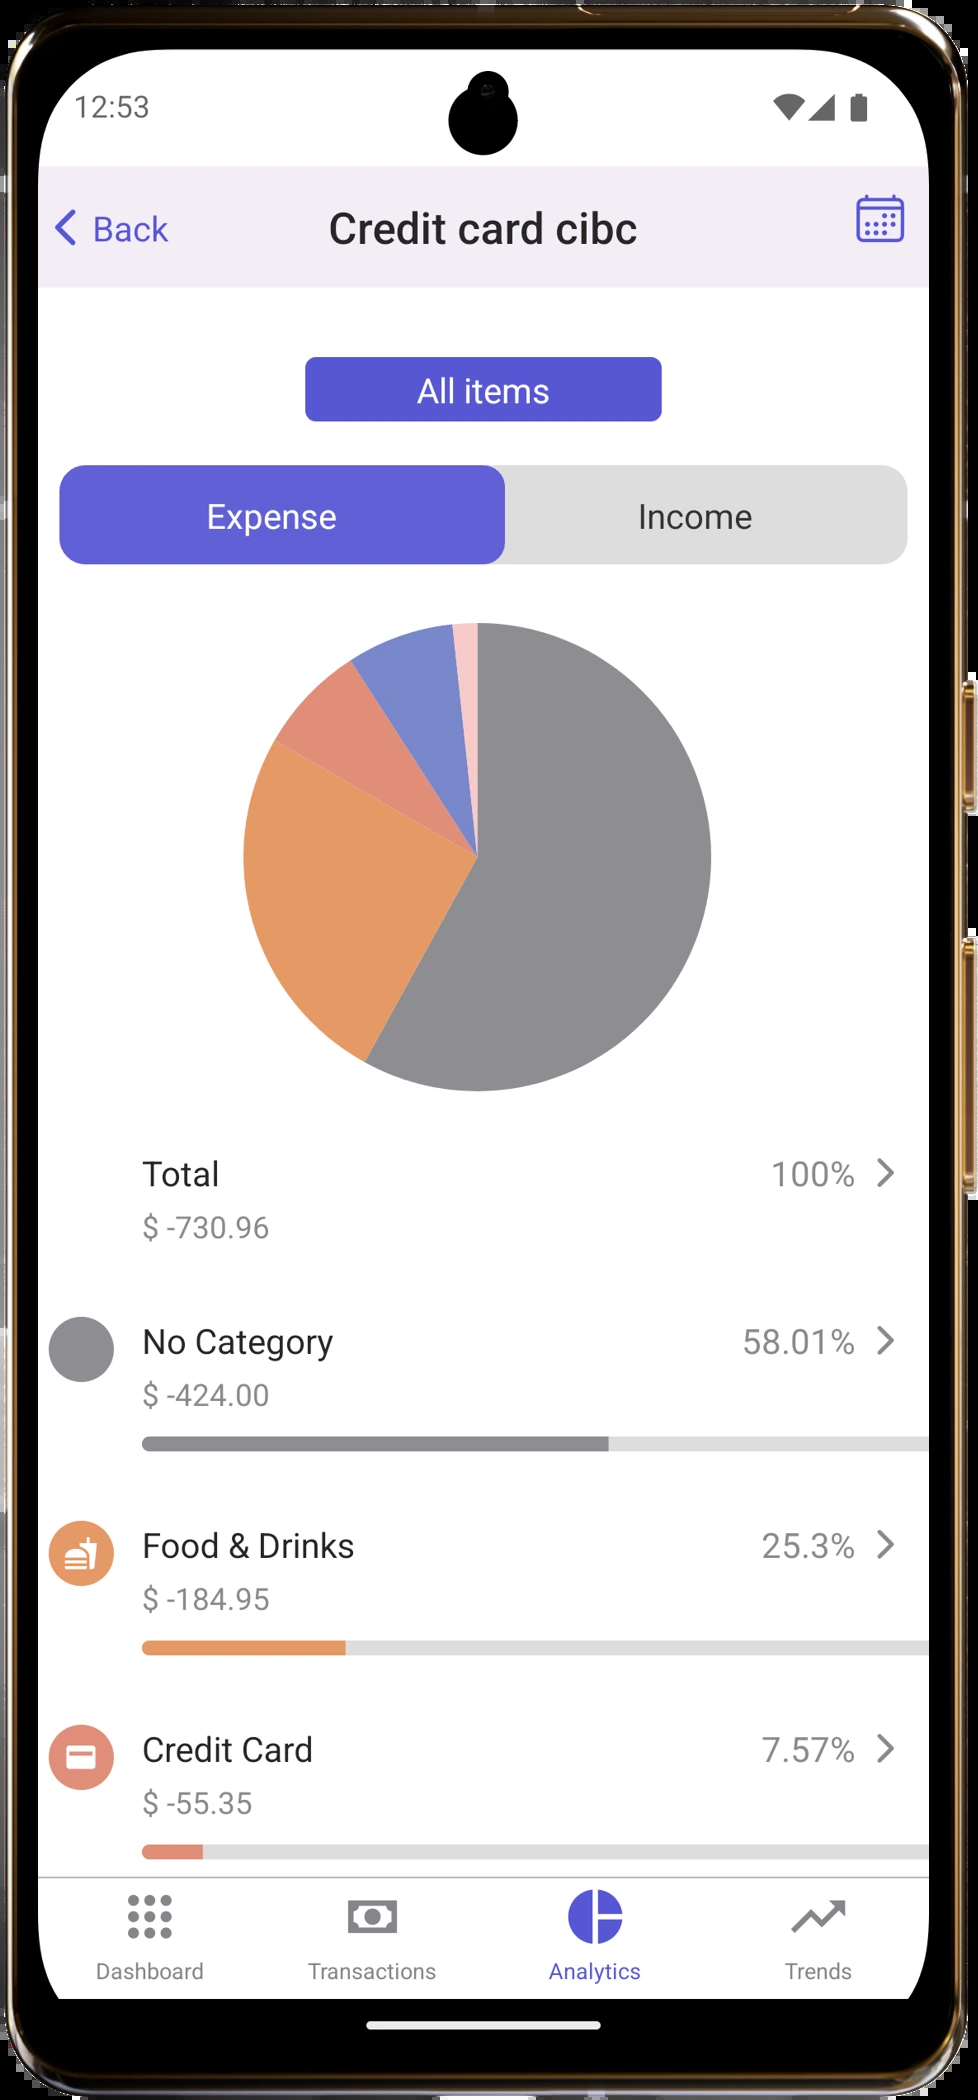 12:53
Back
Credit card cibc
All items
Expense
Income
Total
100%
$ -730.96
No Category
58.01%
$ -424.00
Food & Drinks
25.3%
$ -184.95
Credit Card
7.57%
$ -55.35
Dashboard
Transactions
Analytics
Trends